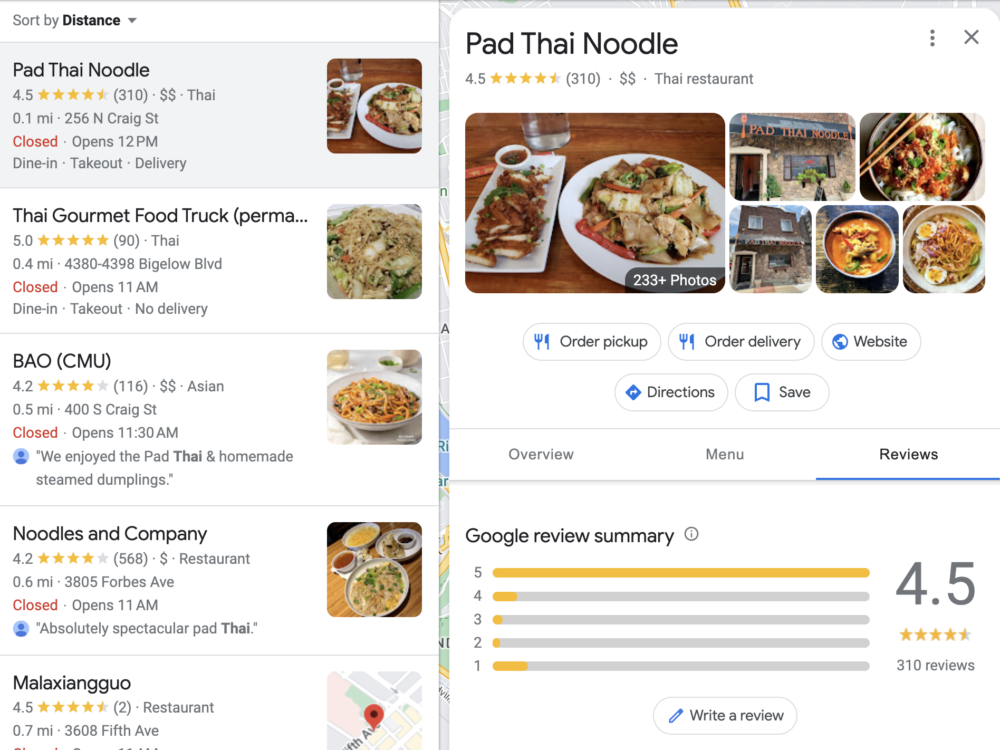 Sort by Distance
Pad Thai Noodle
4.5 (310) · $$ · Thai
0.1 mi · 256 N Craig St
Closed · Opens 12 PM
Dine-in · Takeout · Delivery
Thai Gourmet Food Truck (perma...
5.0 (90) · Thai
0.4 mi · 4380-4398 Bigelow Blvd
Closed · Opens 11 AM
Dine-in · Takeout · No delivery
BAO (CMU)
4.2 (116) · $$ · Asian
0.5 mi · 400 S Craig St
Closed · Opens 11:30 AM
"We enjoyed the Pad Thai & homemade
steamed dumplings."
Noodles and Company
4.2 (568) · $ · Restaurant
0.6 mi · 3805 Forbes Ave
Closed · Opens 11 AM
"Absolutely spectacular pad Thai."
Malaxiangguo
4.5 (2) · Restaurant
0.7 mi · 3608 Fifth Ave
Pad Thai Noodle
4.5 (310) · $$ · Thai restaurant
PAD THAI NOODLE
PAD THAI NOODLE
233+ Photos
Order pickup
Order delivery
Website
Directions
Save
Overview
Menu
Reviews
Google review summary
5
4
3
2
1
4.5
310 reviews
Write a review